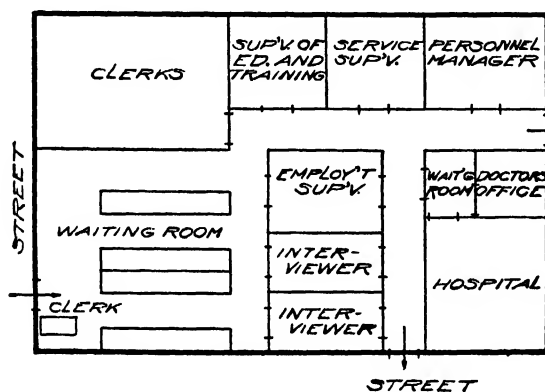 CLERKS
SUP'V. OF
ED. AND
TRAINING
SERVICE
SUP'V.
PERSONNEL
MANAGER
STREET
WAITING ROOM
CLERK
EMPLOY'T
SUP'V.
INTER-
VIEWER
INTER-
VIEWER
WAIT'G
ROOM
DOCTORS
OFFICE
HOSPITAL
STREET